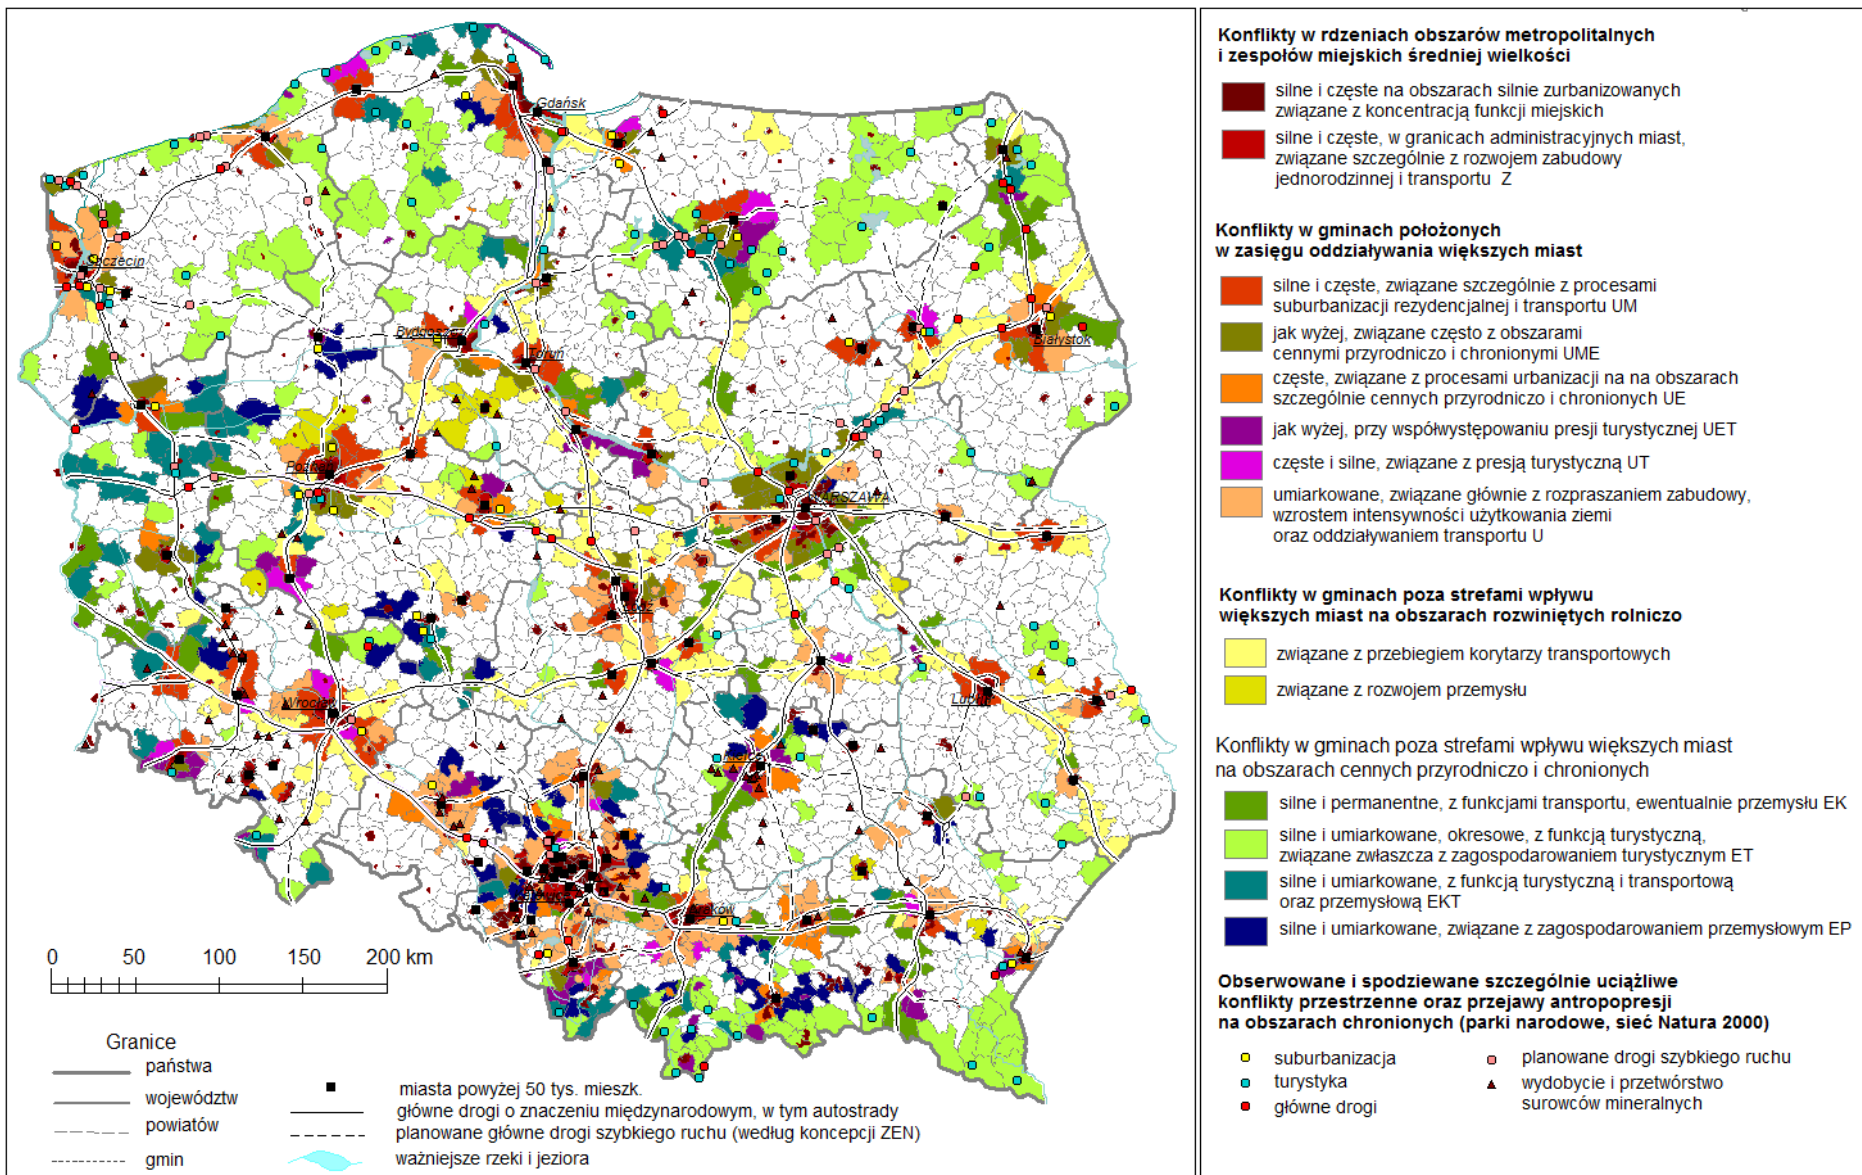 Gdańsk
Szczecin
Bydgoszcz
Toruń
Białystok
Poznań
WARSZAWA
Łódź
Wrocław
Lublin
Kielce
Kraków
0 50 100 150 200 km
Granice
państwa
województw
powiatów
gmin
miasta powyżej 50 tys. mieszk.
główne drogi o znaczeniu międzynarodowym, w tym autostrady
planowane główne drogi szybkiego ruchu (według koncepcji ZEN)
ważniejsze rzeki i jeziora
Konflikty w rdzeniach obszarów metropolitalnych
i zespołów miejskich średniej wielkości
silne i częste na obszarach silnie zurbanizowanych
związane z koncentracją funkcji miejskich
silne i częste, w granicach administracyjnych miast,
związane szczególnie z rozwojem zabudowy
jednorodzinnej i transportu Z
Konflikty w gminach położonych
w zasięgu oddziaływania większych miast
silne i częste, związane szczególnie z procesami
suburbanizacji rezydencjalnej i transportu UM
jak wyżej, związane często z obszarami
cennymi przyrodniczo i chronionymi UME
częste, związane z procesami urbanizacji na na obszarach
szczególnie cennych przyrodniczo i chronionych UE
jak wyżej, przy współwystępowaniu presji turystycznej UET
częste i silne, związane z presją turystyczną UT
umiarkowane, związane głównie z rozpraszaniem zabudowy,
wzrostem intensywności użytkowania ziemi
oraz oddziaływaniem transportu U
Konflikty w gminach poza strefami wpływu
większych miast na obszarach rozwiniętych rolniczo
związane z przebiegiem korytarzy transportowych
związane z rozwojem przemysłu
Konflikty w gminach poza strefami wpływu większych miast
na obszarach cennych przyrodniczo i chronionych
silne i permanentne, z funkcjami transportu, ewentualnie przemysłu EK
silne i umiarkowane, okresowe, z funkcją turystyczną,
związane zwłaszcza z zagospodarowaniem turystycznym ET
silne i umiarkowane, z funkcją turystyczną i transportową
oraz przemysłową EKT
silne i umiarkowane, związane z zagospodarowaniem przemysłowym EP
Obserwowane i spodziewane szczególnie uciążliwe
konflikty przestrzenne oraz przejawy antropopresji
na obszarach chronionych (parki narodowe, sieć Natura 2000)
suburbanizacja
turystyka
główne drogi
planowane drogi szybkiego ruchu
wydobycie i przetwórstwo
surowców mineralnych